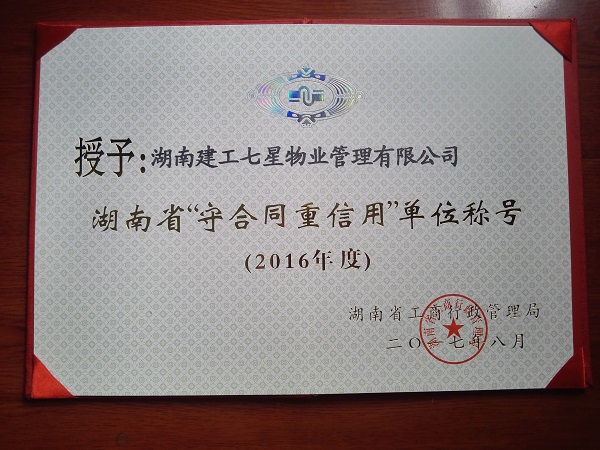 授予:湖南建工七星物业管理有限公司
湖南省“守合同重信用”单位称号
(2016年度)
湖南省工商行政管理局
二〇一七年八月